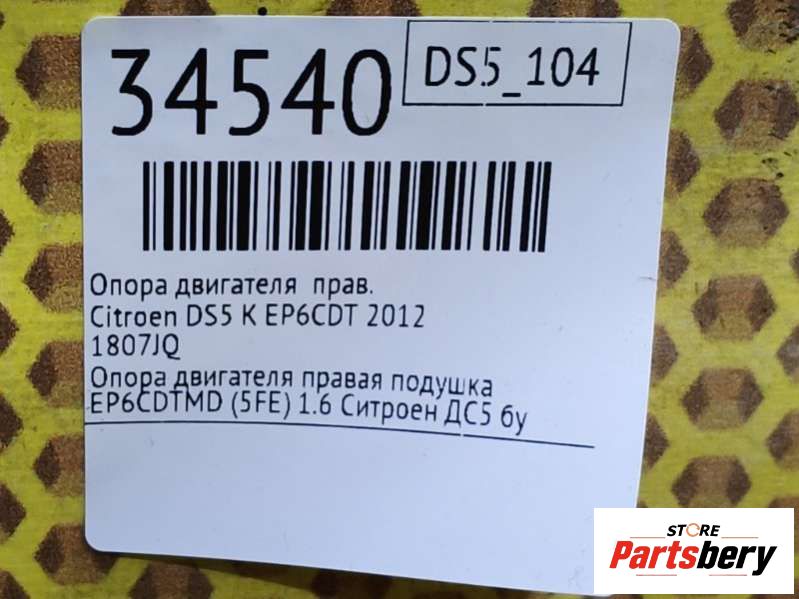 34540
DS5_104
Опора двигателя прав.
Citroen DS5 K EP6CDT 2012
1807JQ
Опора двигателя правая подушка
EP6CDTMD (5FE) 1.6 Ситроен ДС5 бу
STORE
Partsbery